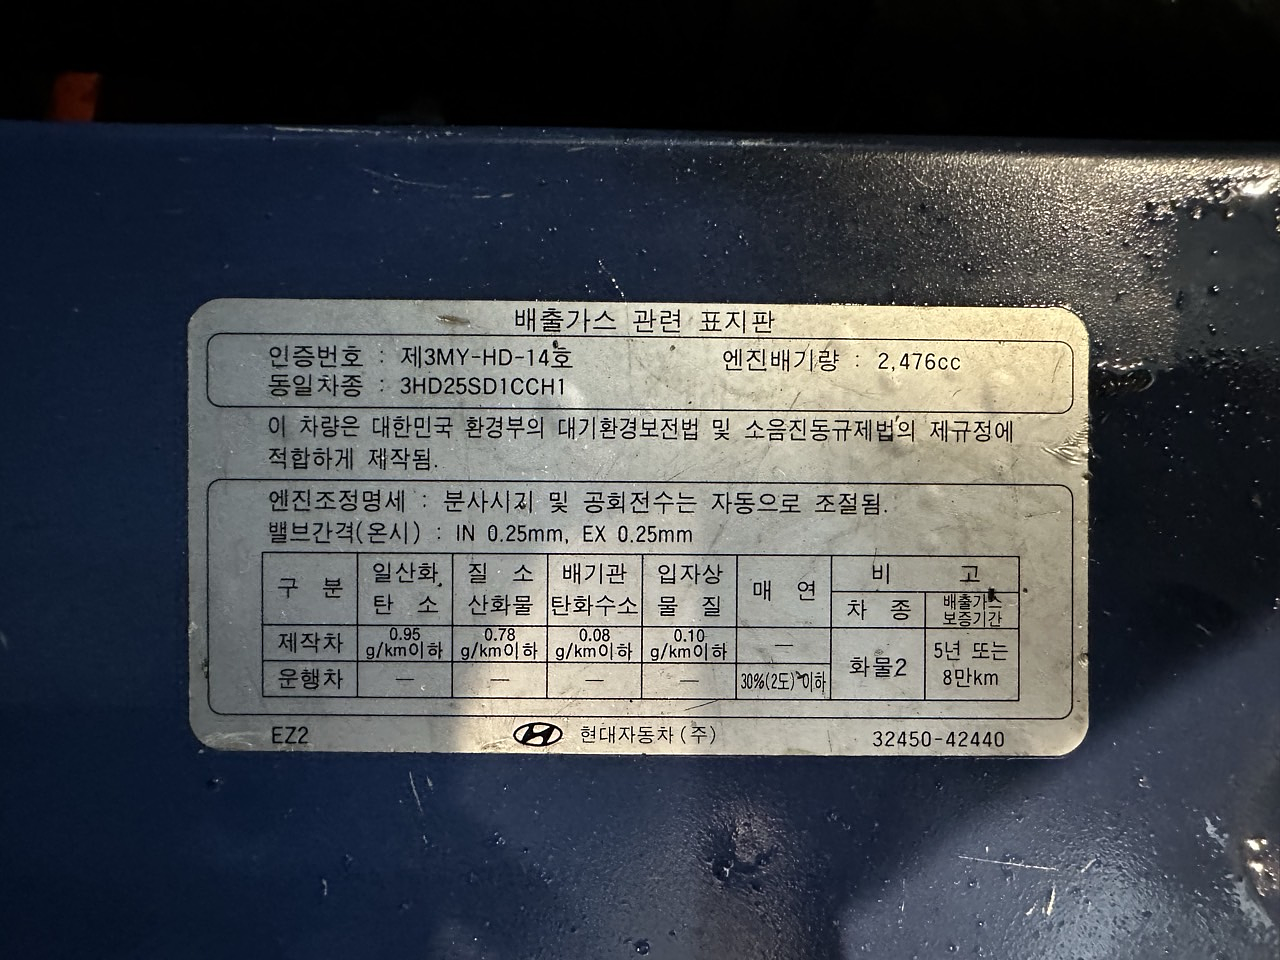 배출가스 관련 표지판
인증번호 : 제3MY-HD-14호 엔진배기량 : 2,476cc
동일차종 : 3HD25SD1CCH1
이 차량은 대한민국 환경부의 대기환경보전법 및 소음진동규제법의 제규정에
적합하게 제작됨.
엔진조정명세 : 분사시기 및 공회전수는 자동으로 조절됨.
밸브간격(온시) : IN 0.25mm, EX 0.25mm
구 분 일산화탄소 질소산화물 배기관탄화수소 입자상물질 매 연 비 고
차 종 배출가스보증기간
제작차 0.95 g/km이하 0.78 g/km이하 0.08 g/km이하 0.10 g/km이하 — 화물2 5년 또는 8만km
운행차 — — — — 30%(2도)이하
EZ2 현대자동차(주) 32450-42440